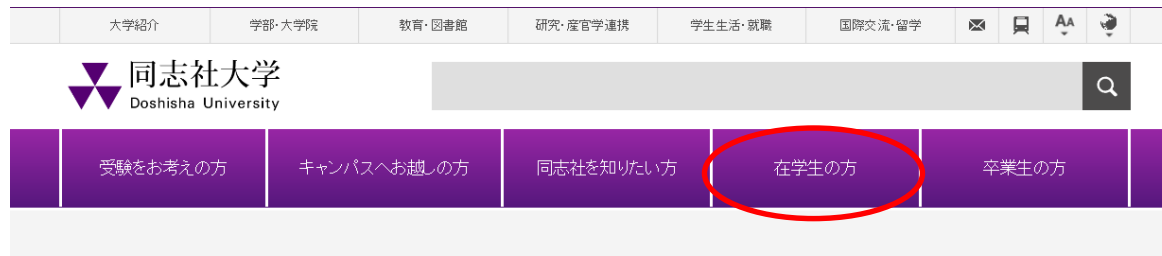 大学紹介 学部・大学院 教育・図書館 研究・産官学連携 学生生活・就職 国際交流・留学 AA
同志社大学
Doshisha University
受験をお考えの方 キャンパスへお越しの方 同志社を知りたい方 在学生の方 卒業生の方